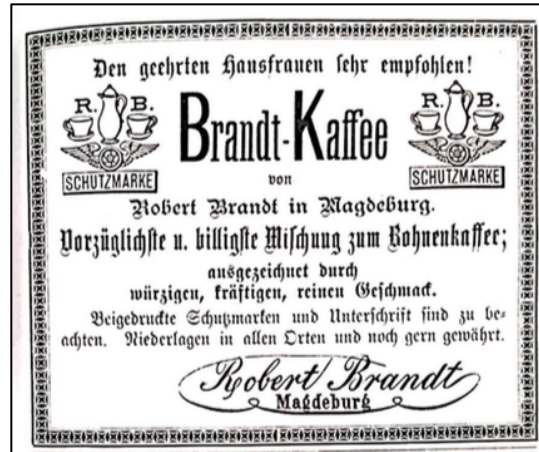 Den geehrten Hausfrauen sehr empfohlen!
R. B.
SCHUTZMARKE
Brandt-Kaffee
R. B.
SCHUTZMARKE
von
Robert Brandt in Magdeburg.
Vorzüglichste u. billigste Mischung zum Bohnenkaffee;
ausgezeichnet durch
würzigen, kräftigen, reinen Geschmack.
Beigedruckte Schutzmarken und Unterschrift sind zu be-
achten. Niederlagen in allen Orten und noch gern gewährt.
Robert Brandt
Magdeburg